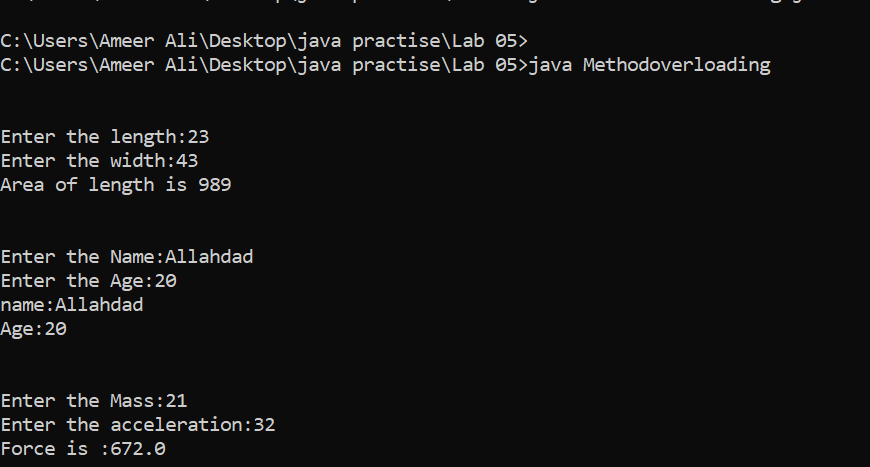 C:\Users\Ameer Ali\Desktop\java practise\Lab 05>
C:\Users\Ameer Ali\Desktop\java practise\Lab 05>java Methodoverloading
Enter the length:23
Enter the width:43
Area of length is 989
Enter the Name:Allahdad
Enter the Age:20
name:Allahdad
Age:20
Enter the Mass:21
Enter the acceleration:32
Force is :672.0